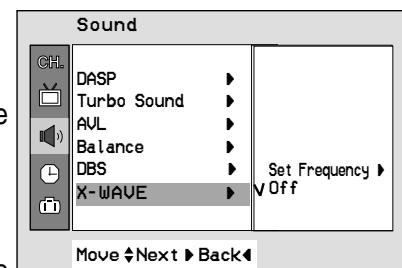 Sound
CH.
DASP
Turbo Sound
AVL
Balance
DBS
X-WAVE
Set Frequency
Off
Move Next Back
e